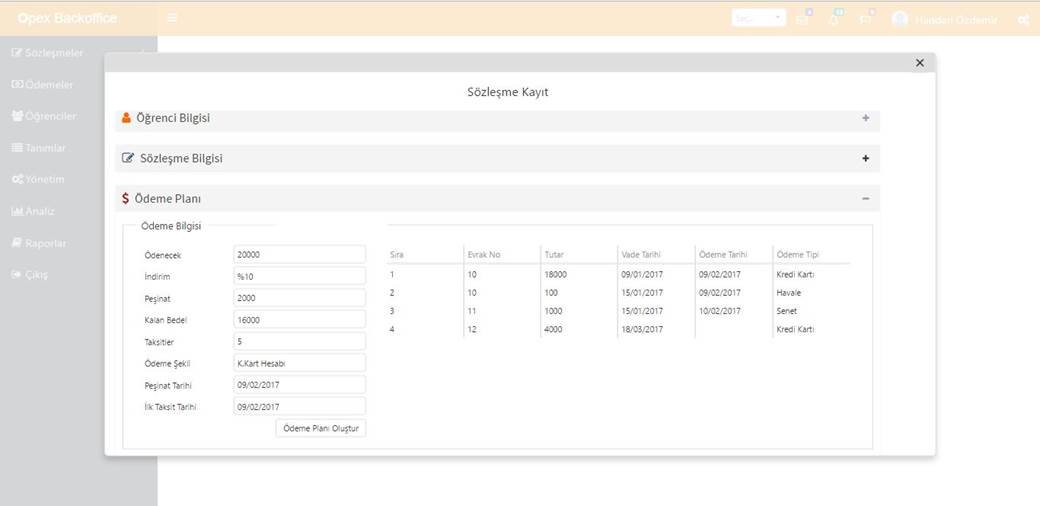 Opex Backoffice
Seç...
Handan Özdemir
Sözleşmeler
Ödemeler
Öğrenciler
Tanımlar
Yönetim
Analiz
Raporlar
Çıkış
Sözleşme Kayıt
Öğrenci Bilgisi +
Sözleşme Bilgisi +
$ Ödeme Planı −
Ödeme Bilgisi
Ödenecek 20000
İndirim %10
Peşinat 2000
Kalan Bedel 16000
Taksitler 5
Ödeme Şekli K.Kart Hesabı
Peşinat Tarihi 09/02/2017
İlk Taksit Tarihi 09/02/2017
Ödeme Planı Oluştur
Sıra Evrak No Tutar Vade Tarihi Ödeme Tarihi Ödeme Tipi
1 10 18000 09/01/2017 09/02/2017 Kredi Kartı
2 10 100 15/01/2017 09/02/2017 Havale
3 11 1000 15/01/2017 10/02/2017 Senet
4 12 4000 18/03/2017 Kredi Kartı